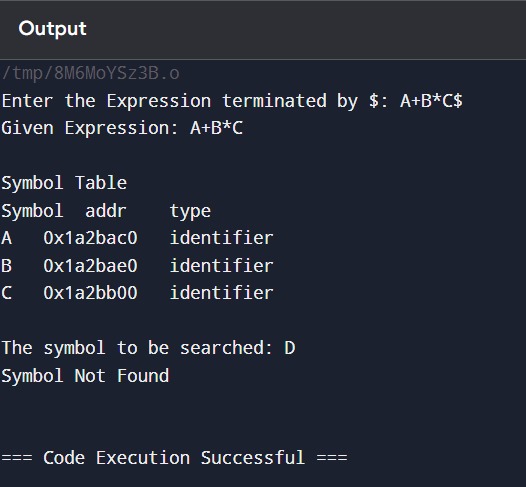 Output
/tmp/8M6MoYSz3B.o
Enter the Expression terminated by $: A+B*C$
Given Expression: A+B*C
Symbol Table
Symbol addr type
A 0x1a2bac0 identifier
B 0x1a2bae0 identifier
C 0x1a2bb00 identifier
The symbol to be searched: D
Symbol Not Found
=== Code Execution Successful ===